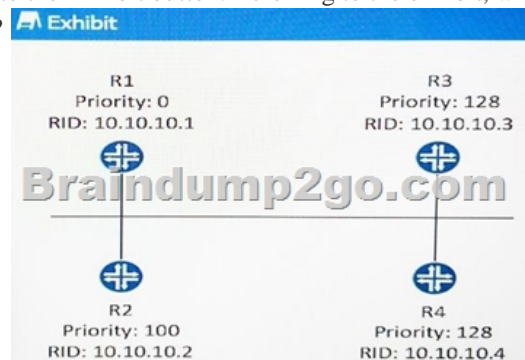 Exhibit
R1
Priority: 0
RID: 10.10.10.1
R3
Priority: 128
RID: 10.10.10.3
Braindump2go.com
R2
Priority: 100
RID: 10.10.10.2
R4
Priority: 128
RID: 10.10.10.4